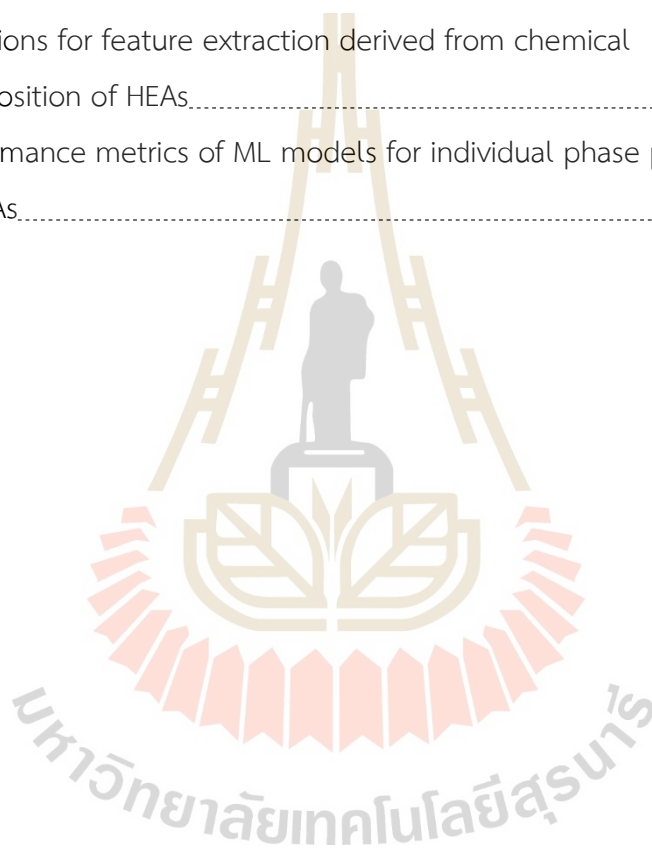 ions for feature extraction derived from chemical
osition of HEAs
mance metrics of ML models for individual phase
As
มหาวิทยาลัยเทคโนโลยีสุรนารี